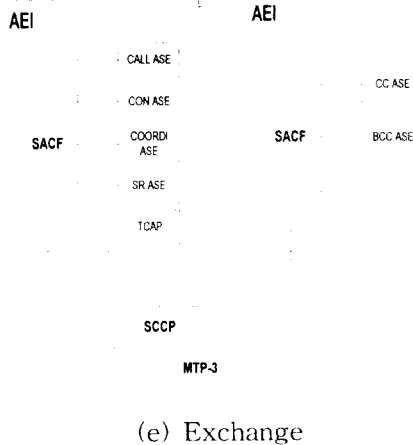 AEI
AEI
CALL ASE
CC ASE
CON ASE
SACF
COORDI
ASE
SACF
BCC ASE
SR ASE
TCAP
SCCP
MTP-3
(e) Exchange